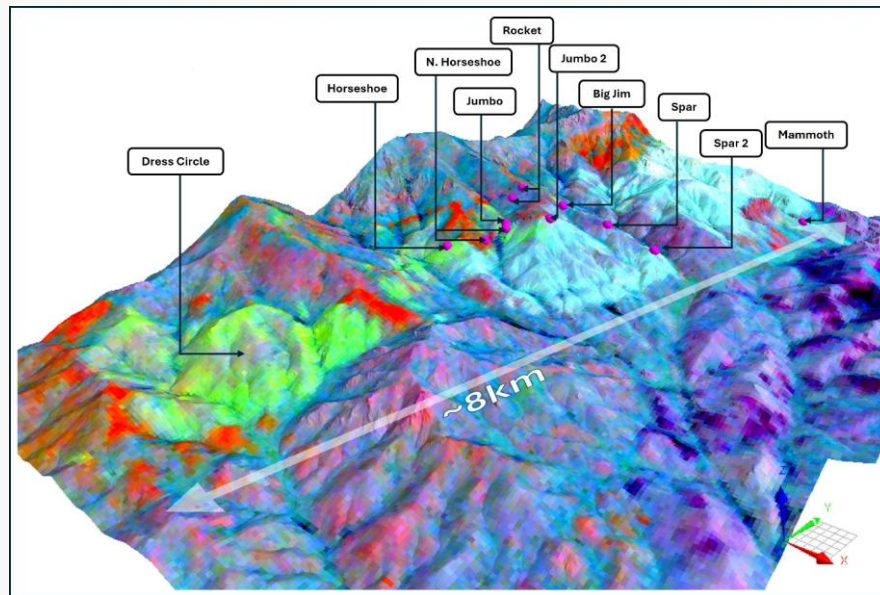 Rocket
N. Horseshoe
Jumbo 2
Horseshoe
Jumbo
Big Jim
Spar
Mammoth
Spar 2
Dress Circle
~8km
Z
Y
X